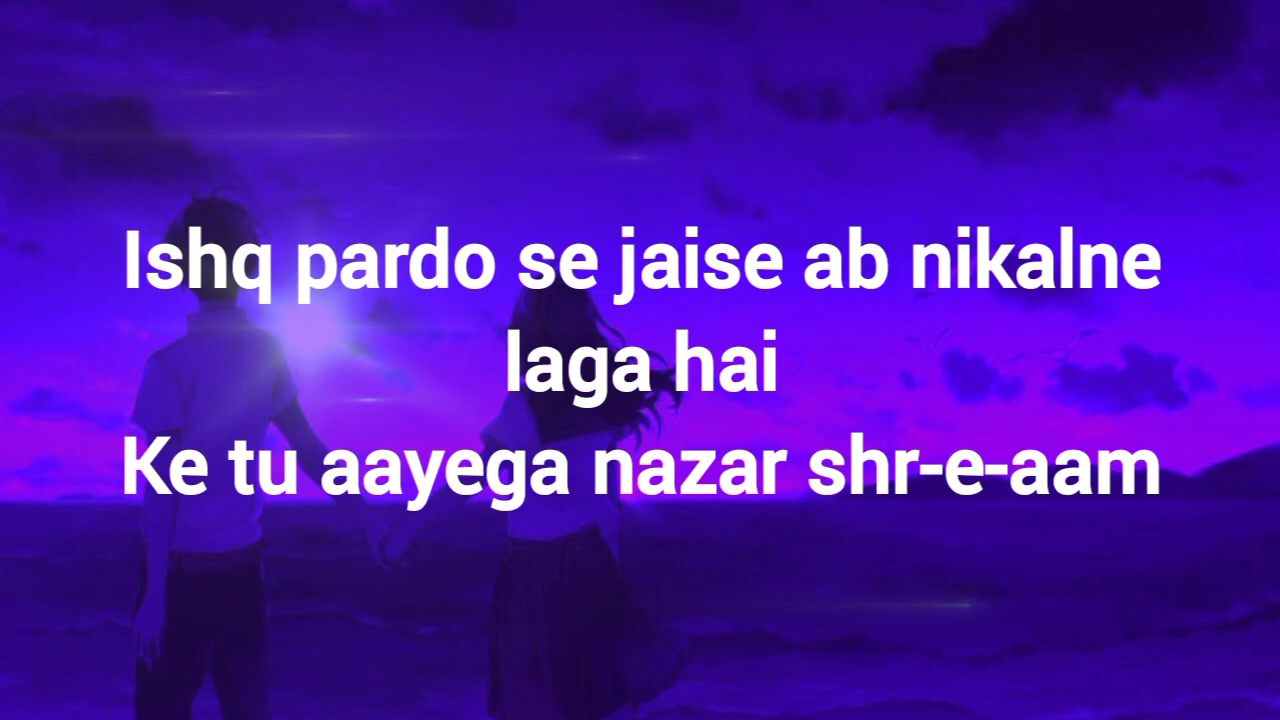 Ishq pardo se jaise ab nikalne
laga hai
Ke tu aayega nazar shr-e-aam